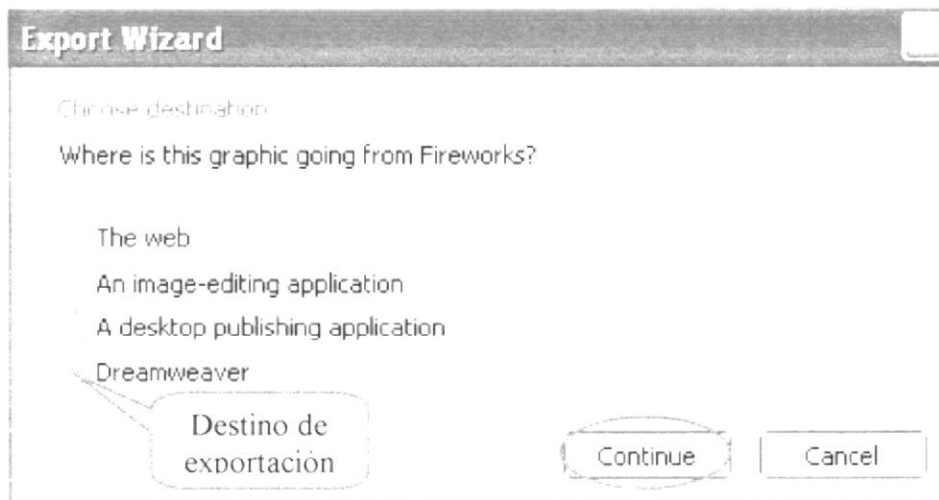 Export Wizard
Choose destination
Where is this graphic going from Fireworks?
The web
An image-editing application
A desktop publishing application
Dreamweaver
Destino de
exportación
Continue
Cancel